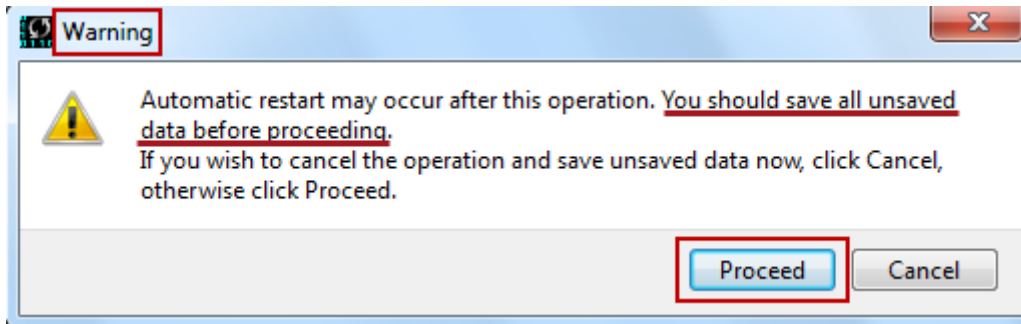 Warning
Automatic restart may occur after this operation. You should save all unsaved
data before proceeding.
If you wish to cancel the operation and save unsaved data now, click Cancel,
otherwise click Proceed.
Proceed Cancel